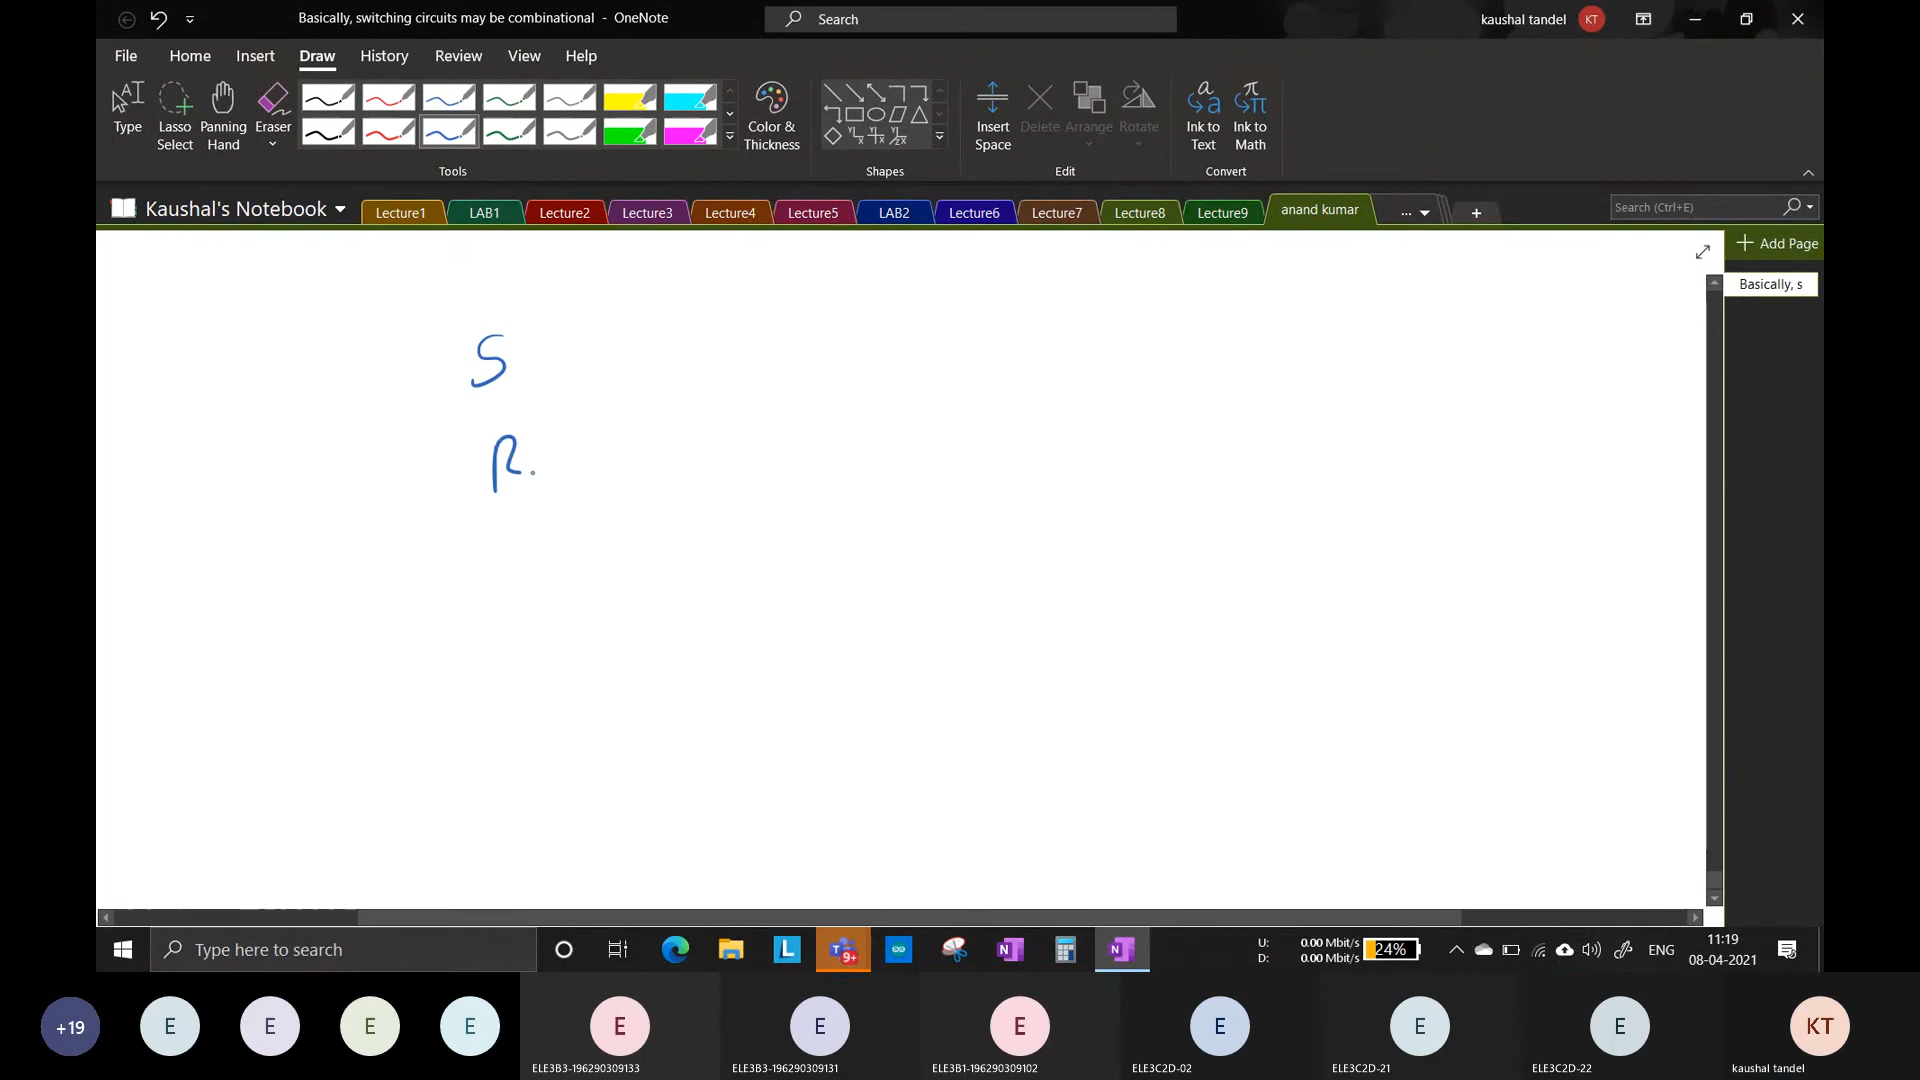 Basically, switching circuits may be combinational - OneNote
Search
kaushal tandel
KT
File Home Insert Draw History Review View Help
Type
Lasso Select
Panning Hand
Eraser
Color & Thickness
Insert Space
Delete
Arrange
Rotate
Ink to Text
Ink to Math
Tools
Shapes
Edit
Convert
Kaushal's Notebook
Lecture1 LAB1 Lecture2 Lecture3 Lecture4 Lecture5 LAB2 Lecture6 Lecture7 Lecture8 Lecture9 anand kumar ... +
Search (Ctrl+E)
Add Page
Basically, s
S
R
Type here to search
9+
U: 0.00 Mbit/s
D: 0.00 Mbit/s
24%
ENG
11:19
08-04-2021
+19 E E E E E E E E E E KT
ELE3B3-196290309133 ELE3B3-196290309131 ELE3B1-196290309102 ELE3C2D-02 ELE3C2D-21 ELE3C2D-22 kaushal tandel